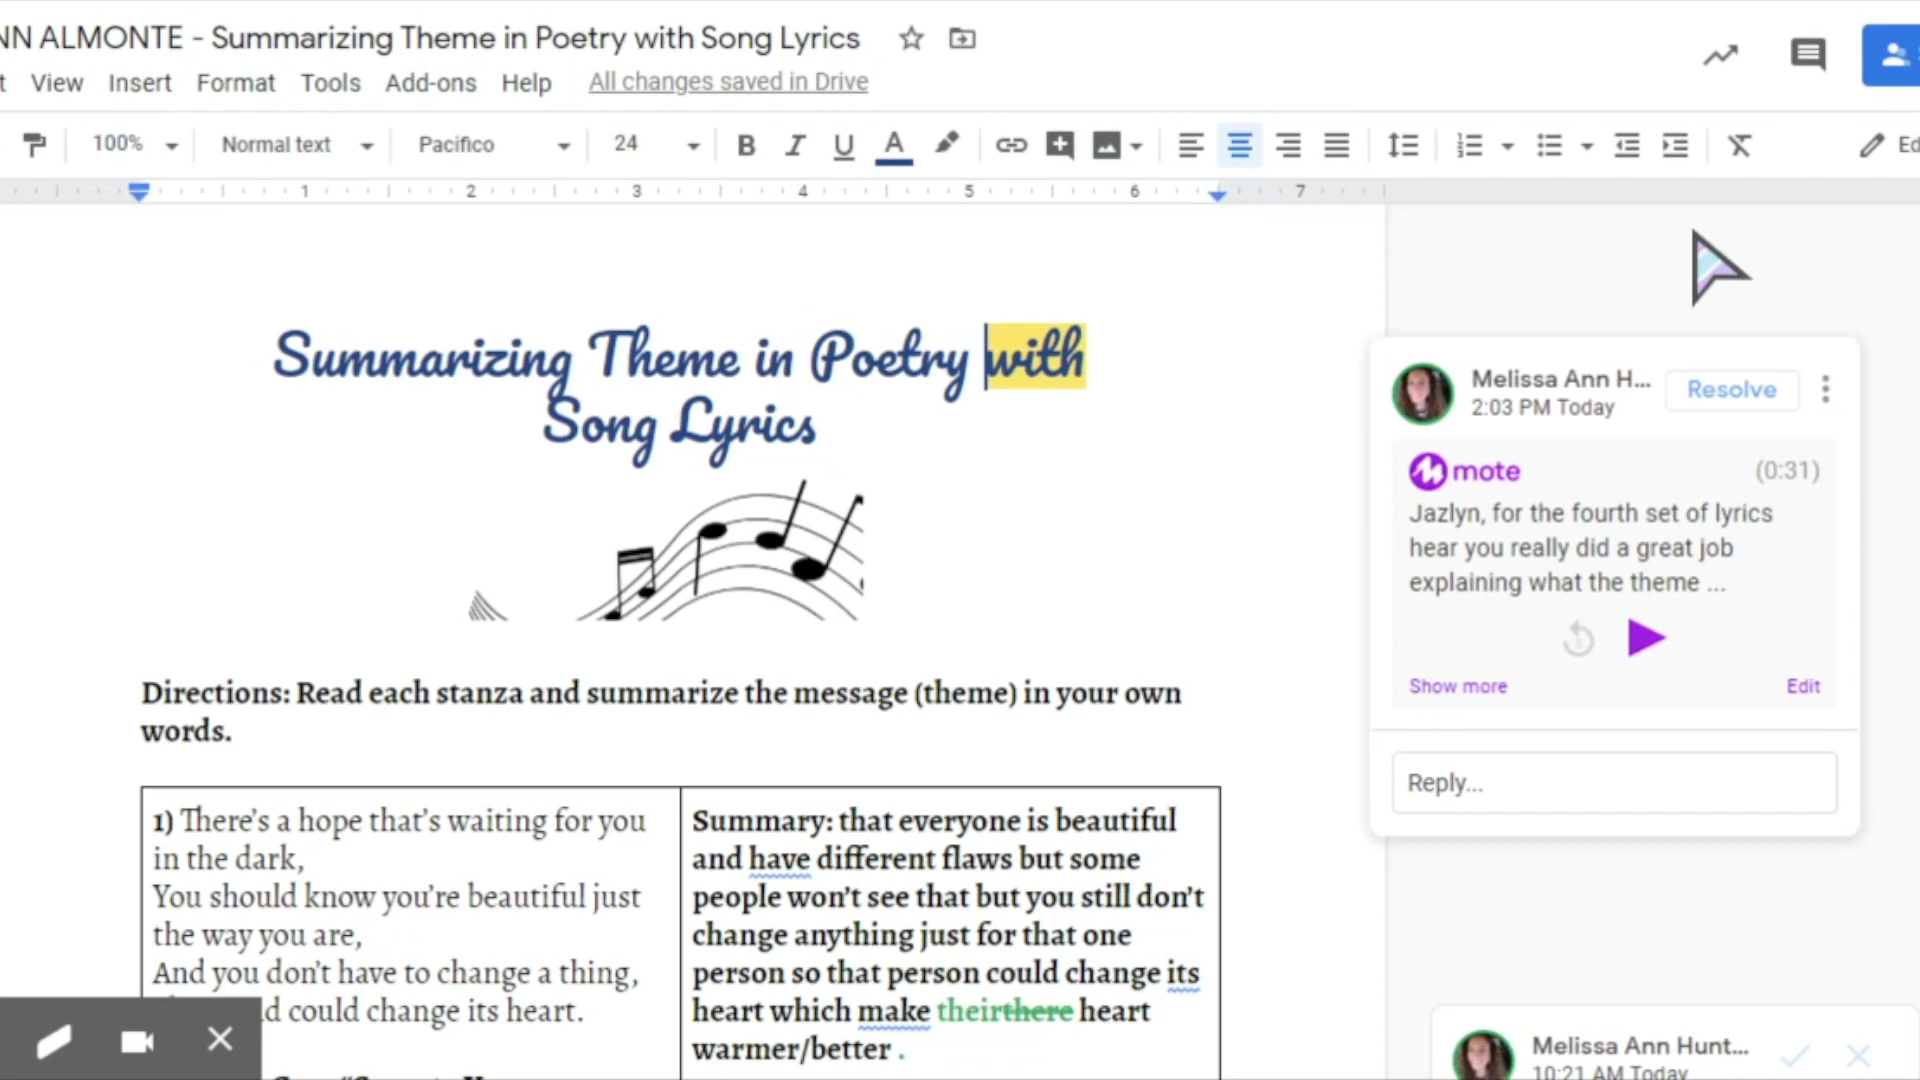 NN ALMONTE - Summarizing Theme in Poetry with Song Lyrics
t View Insert Format Tools Add-ons Help All changes saved in Drive
100% Normal text Pacifico 24 B I U A Ed
1 2 3 4 5 6 7
Summarizing Theme in Poetry with
Song Lyrics
Directions: Read each stanza and summarize the message (theme) in your own
words.
1) There's a hope that's waiting for you
in the dark,
You should know you're beautiful just
the way you are,
And you don't have to change a thing,
d could change its heart.
Summary: that everyone is beautiful
and have different flaws but some
people won't see that but you still don't
change anything just for that one
person so that person could change its
heart which make theirthere heart
warmer/better .
Melissa Ann H...
2:03 PM Today
Resolve
mote (0:31)
Jazlyn, for the fourth set of lyrics
hear you really did a great job
explaining what the theme ...
Show more Edit
Reply...
Melissa Ann Hunt...
10:21 AM Today